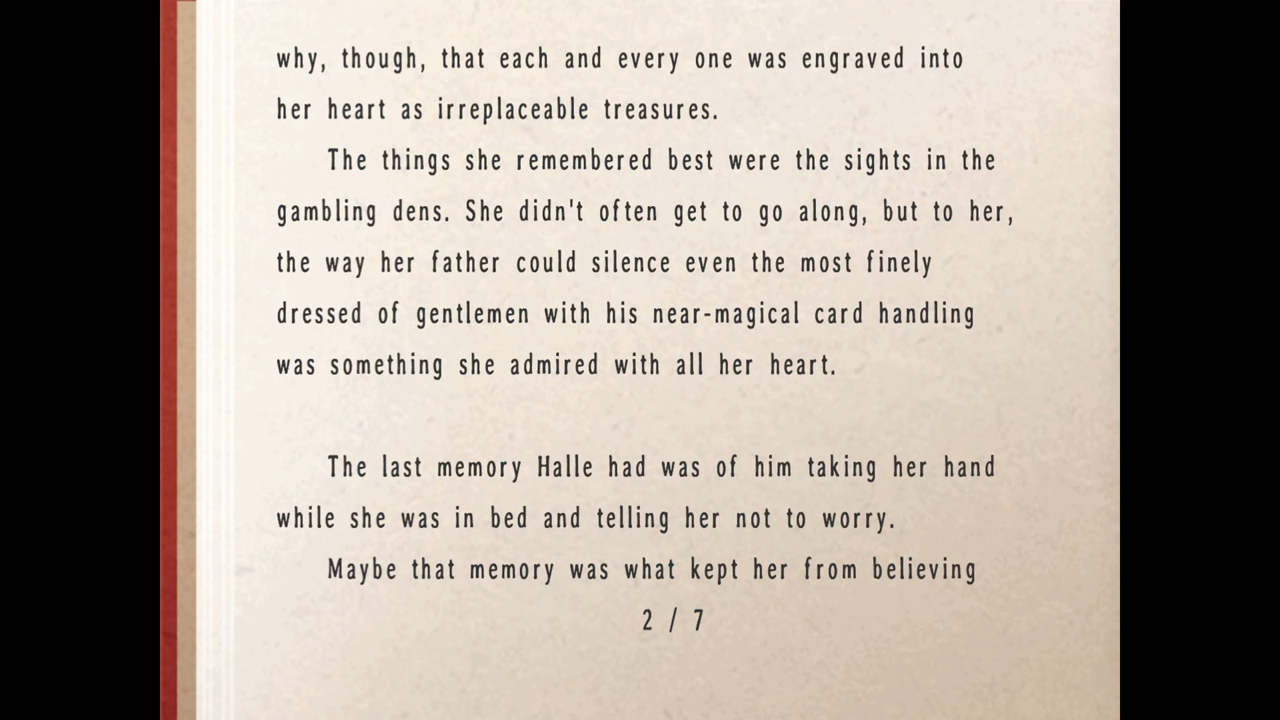 why, though, that each and every one was engraved into
her heart as irreplaceable treasures.
The things she remembered best were the sights in the
gambling dens. She didn't often get to go along, but to her,
the way her father could silence even the most finely
dressed of gentlemen with his near-magical card handling
was something she admired with all her heart.
The last memory Halle had was of him taking her hand
while she was in bed and telling her not to worry.
Maybe that memory was what kept her from believing
2 / 7